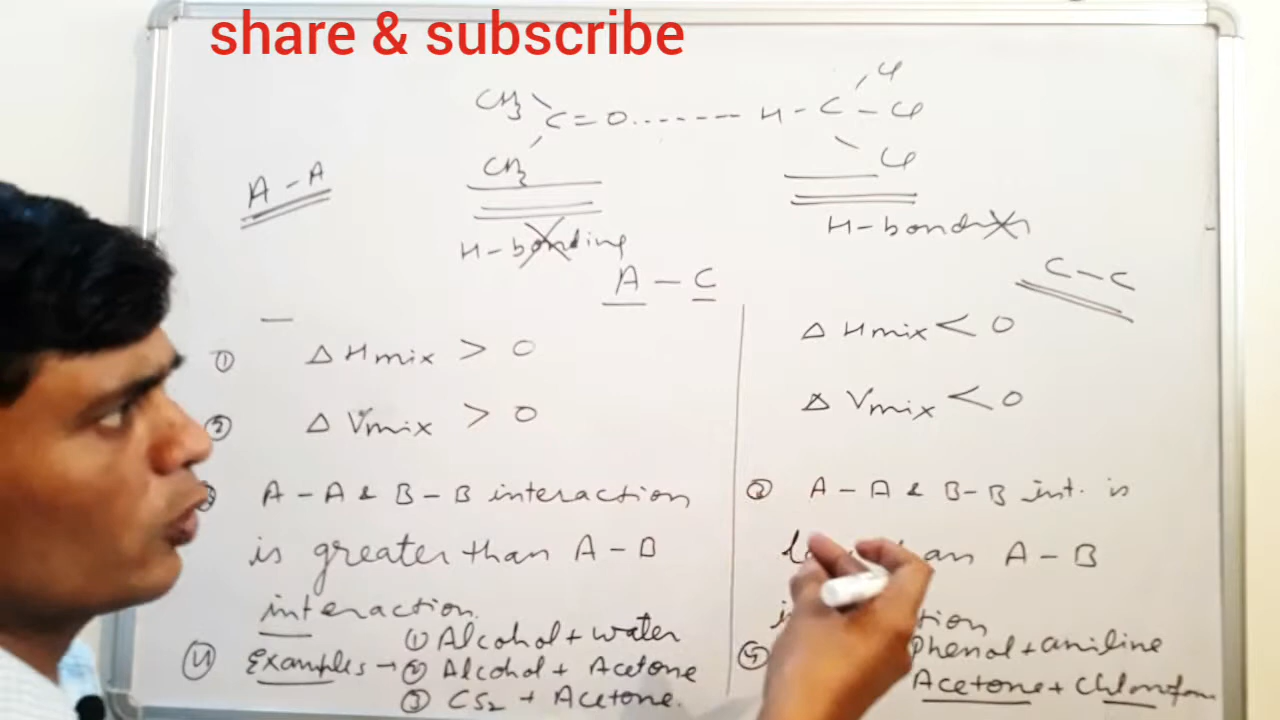 share & subscribe
CH3 Cl
C=O.......H-C-Cl
CH3 Cl
A-A
H-bonding
H-bond
A-C
C-C
① ΔHmix > 0
② ΔVmix > 0
③ A-A & B-B interaction
is greater than A-B
interaction.
④ Examples → ① Alcohol + water
② Alcohol + Acetone
③ CS2 + Acetone.
ΔHmix < 0
ΔVmix < 0
③ A-A & B-B int. is
than A-B
Phenol + aniline
Acetone + Chloroform